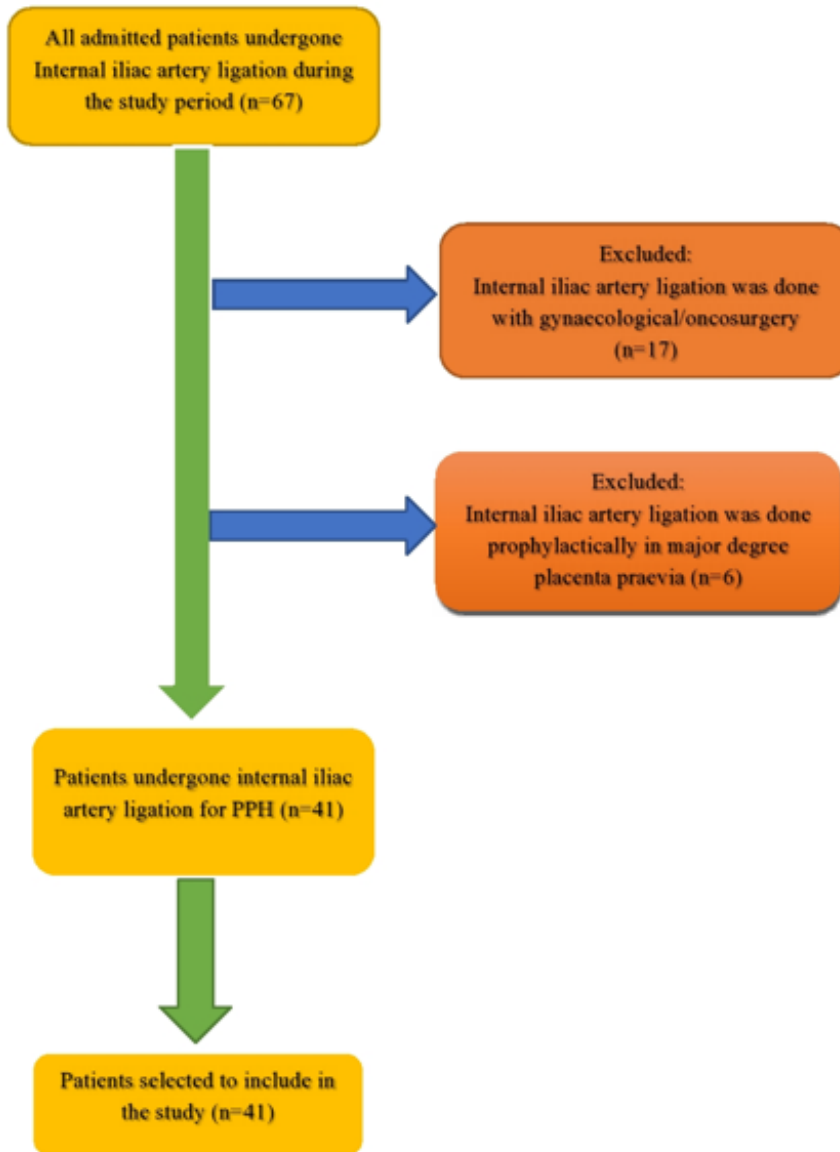 All admitted patients undergone
Internal iliac artery ligation during
the study period (n=67)
Excluded:
Internal iliac artery ligation was done
with gynaecological/oncosurgery
(n=17)
Excluded:
Internal iliac artery ligation was done
prophylactically in major degree
placenta praevia (n=6)
Patients undergone internal iliac
artery ligation for PPH (n=41)
Patients selected to include in
the study (n=41)